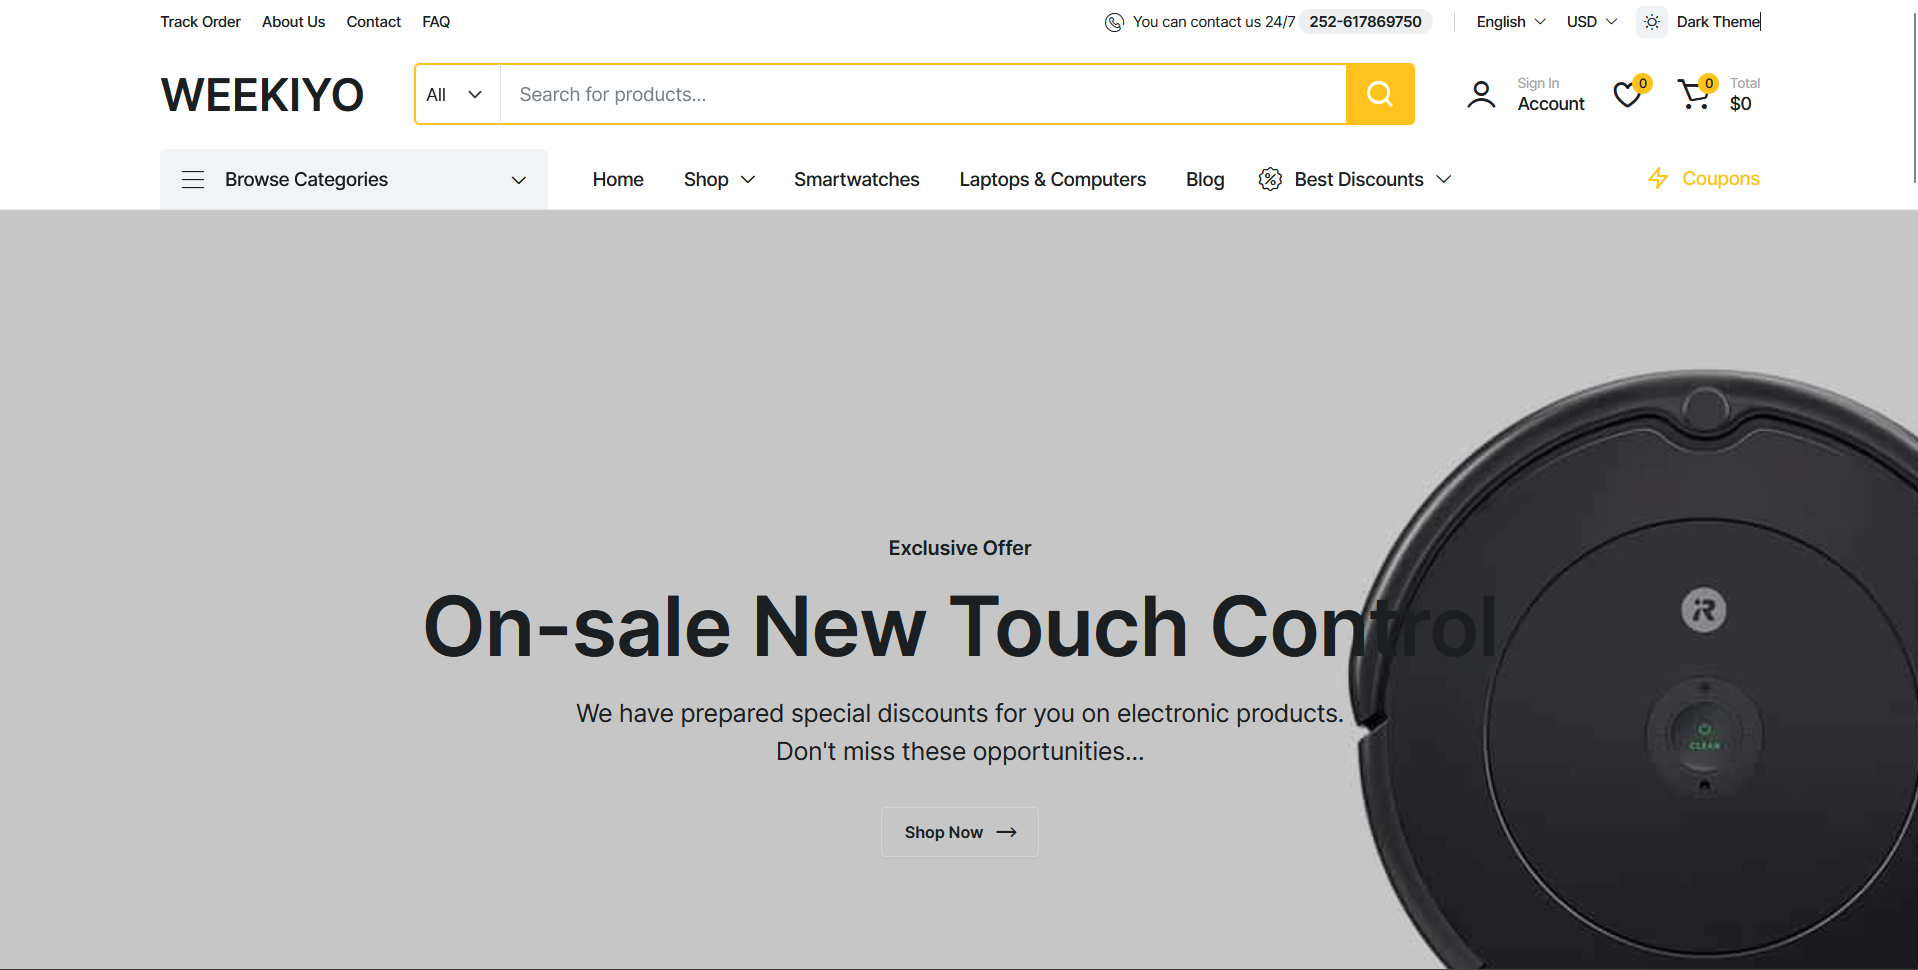 Track Order About Us Contact FAQ
You can contact us 24/7 252-617869750 English USD Dark Theme
WEEKIYO
All Search for products...
Sign In
Account
0
0
Total
$0
Browse Categories Home Shop Smartwatches Laptops & Computers Blog Best Discounts Coupons
Exclusive Offer
On-sale New Touch Control
We have prepared special discounts for you on electronic products.
Don't miss these opportunities...
Shop Now
iR
CLEAN